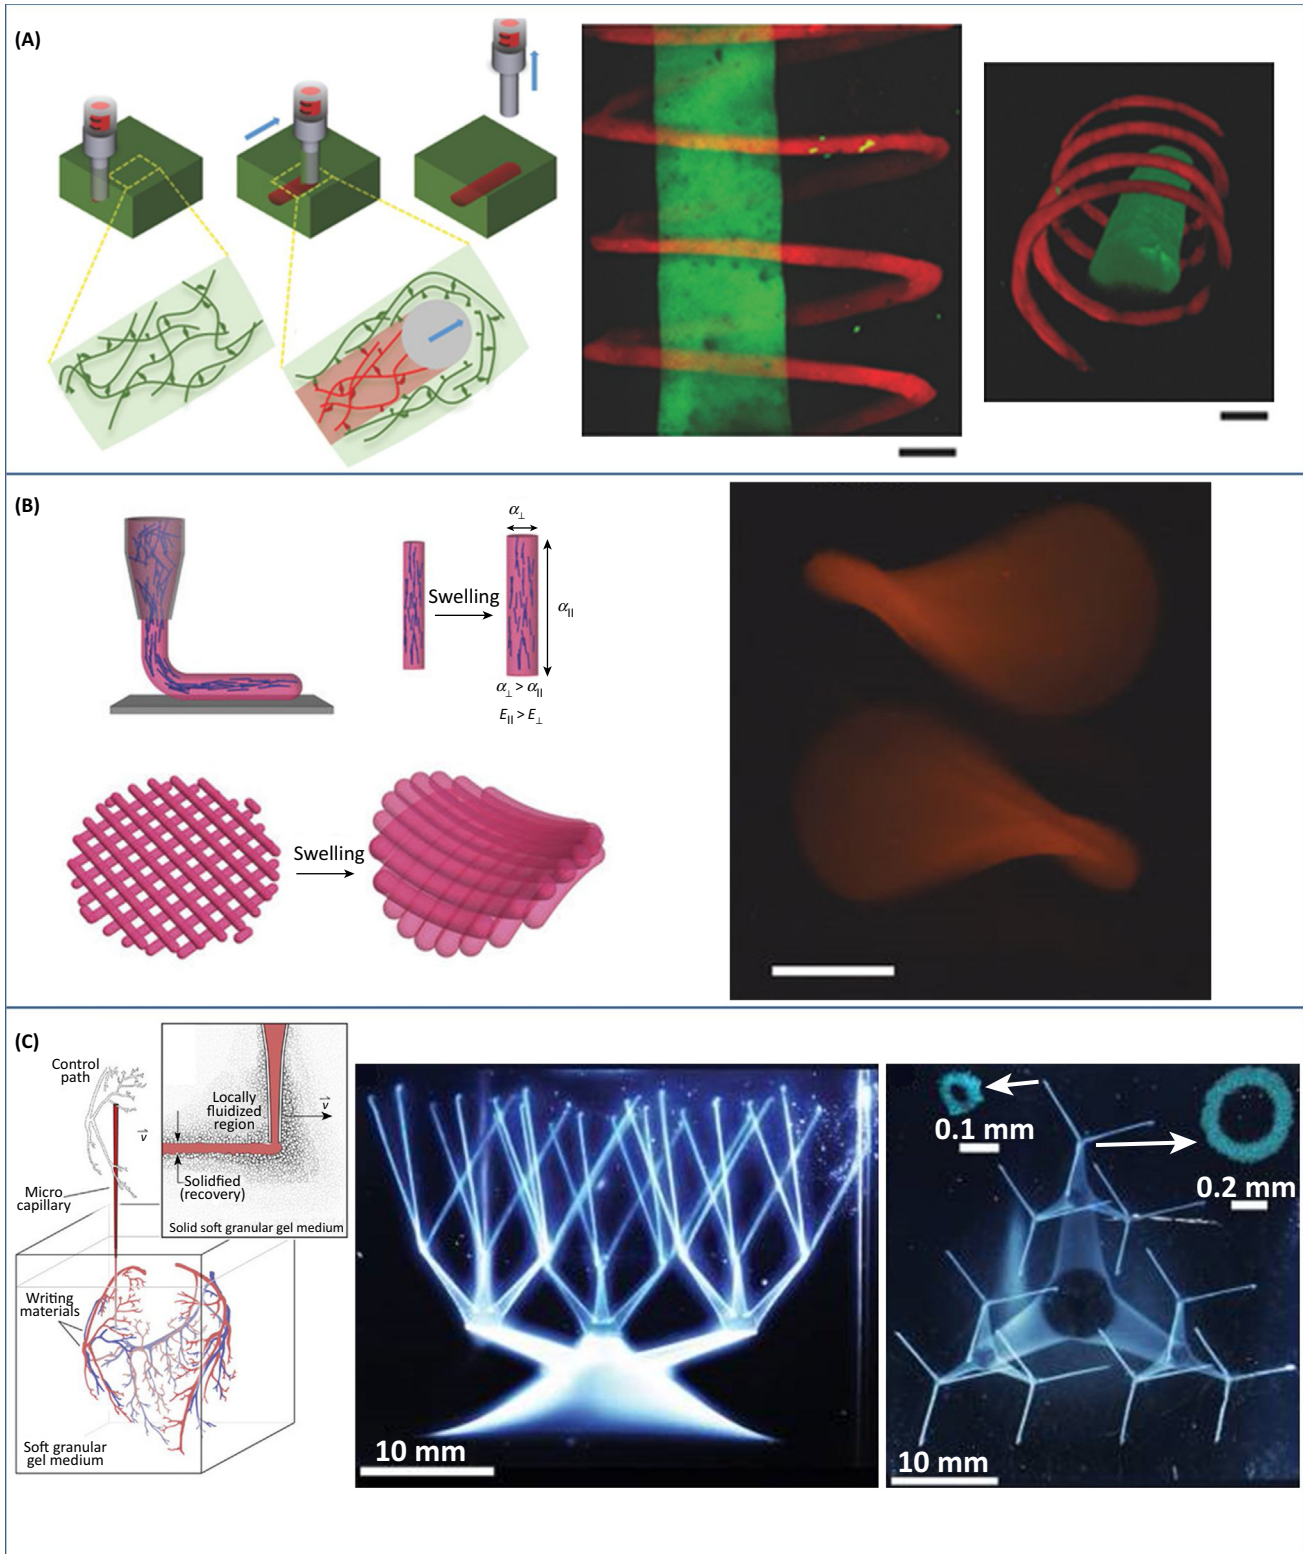 (A)
(B)
α⊥
Swelling
α||
α⊥ > α||
E|| > E⊥
Swelling
(C)
Control
path
v
Micro
capillary
Locally
fluidized
region
v
Solidified
(recovery)
Solid soft granular gel medium
Writing
materials
Soft granular
gel medium
10 mm
0.1 mm
0.2 mm
10 mm